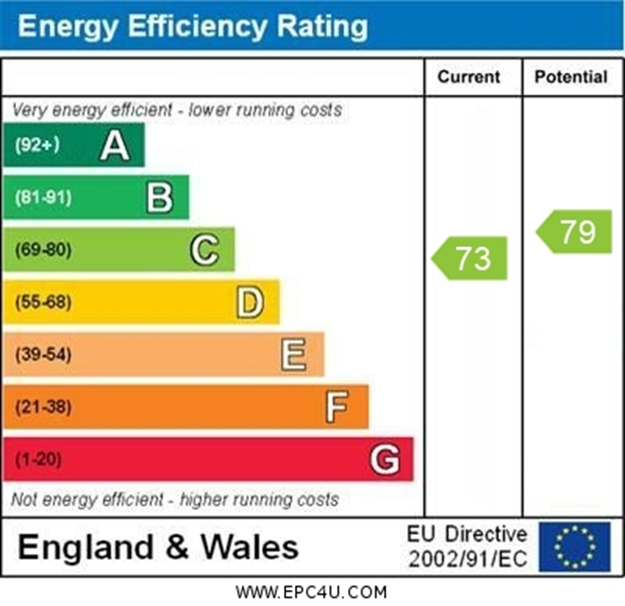 Energy Efficiency Rating
Current Potential
Very energy efficient - lower running costs
(92+) A
(81-91) B
(69-80) C
73
79
(55-68) D
(39-54) E
(21-38) F
(1-20) G
Not energy efficient - higher running costs
England & Wales
EU Directive
2002/91/EC
WWW.EPC4U.COM